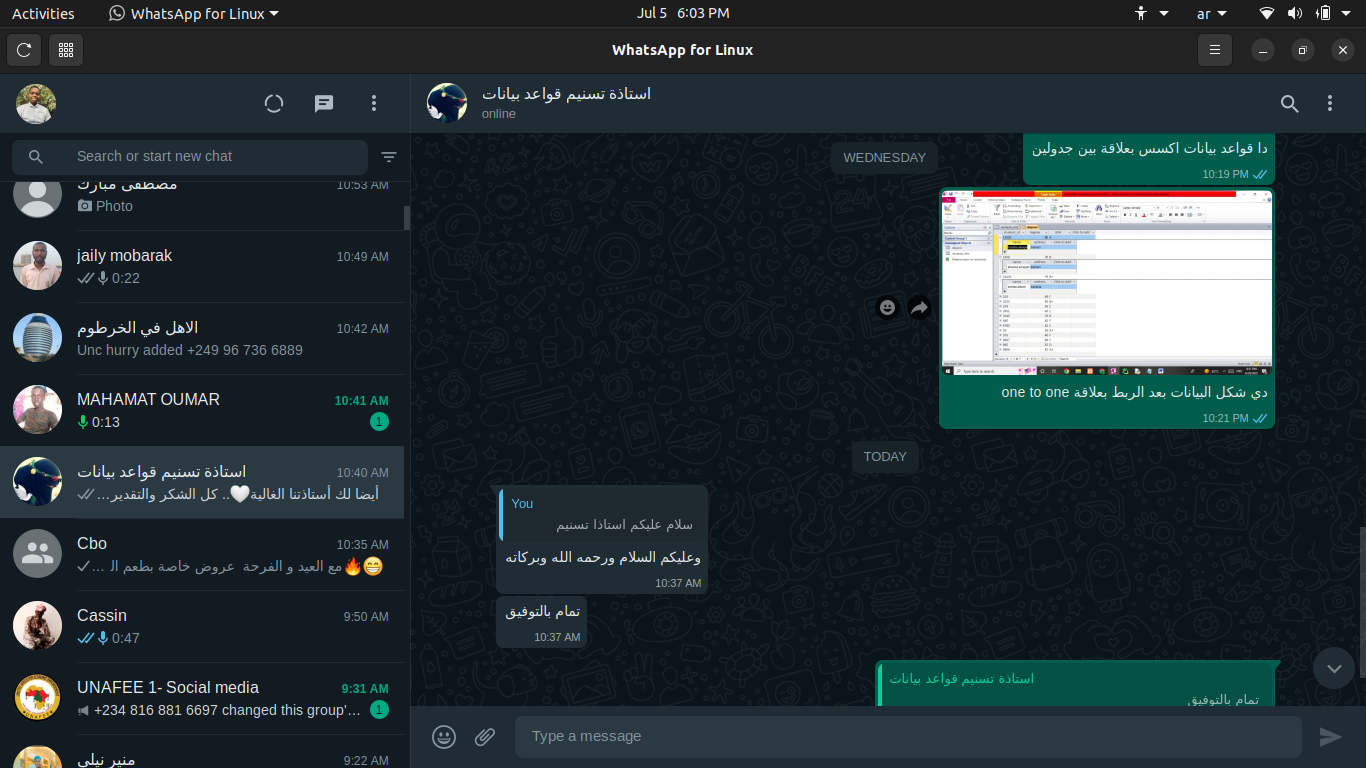 Activities
WhatsApp for Linux
Jul 5 6:03 PM
ar
WhatsApp for Linux
Search or start new chat
مصطفى مبارك
10:53 AM
Photo
jaily mobarak
10:49 AM
0:22
الاهل في الخرطوم
10:42 AM
Unc hurry added +249 96 736 6889
MAHAMAT OUMAR
10:41 AM
0:13
1
استاذة تسنيم قواعد بيانات
10:40 AM
أيضا لك أستاذتنا الغالية🤍.. كل الشكر والتقدير...
Cbo
10:35 AM
🔥😁مع العيد و الفرحة عروض خاصة بطعم ال ...
Cassin
9:50 AM
0:47
UNAFEE 1- Social media
9:31 AM
+234 816 881 6697 changed this group'...
1
منير نيلي
9:22 AM
استاذة تسنيم قواعد بيانات
online
WEDNESDAY
دا قواعد بيانات اكسس بعلاقة بين جدولين
10:19 PM
دي شكل البيانات بعد الربط بعلاقة one to one
10:21 PM
TODAY
You
سلام عليكم استاذا تسنيم
وعليكم السلام ورحمه الله وبركاته
10:37 AM
تمام بالتوفيق
10:37 AM
استاذة تسنيم قواعد بيانات
تمام بالتوفيق
Type a message